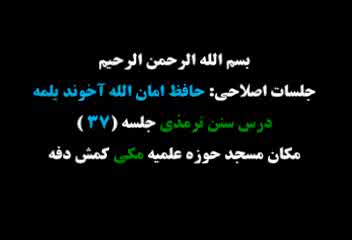 بسم الله الرحمن الرحیم
جلسات اصلاحی: حافظ امان الله آخوند یلمه
درس سنن ترمذی جلسه (۳۷ )
مکان مسجد حوزه علمیه مکی کمش دفه